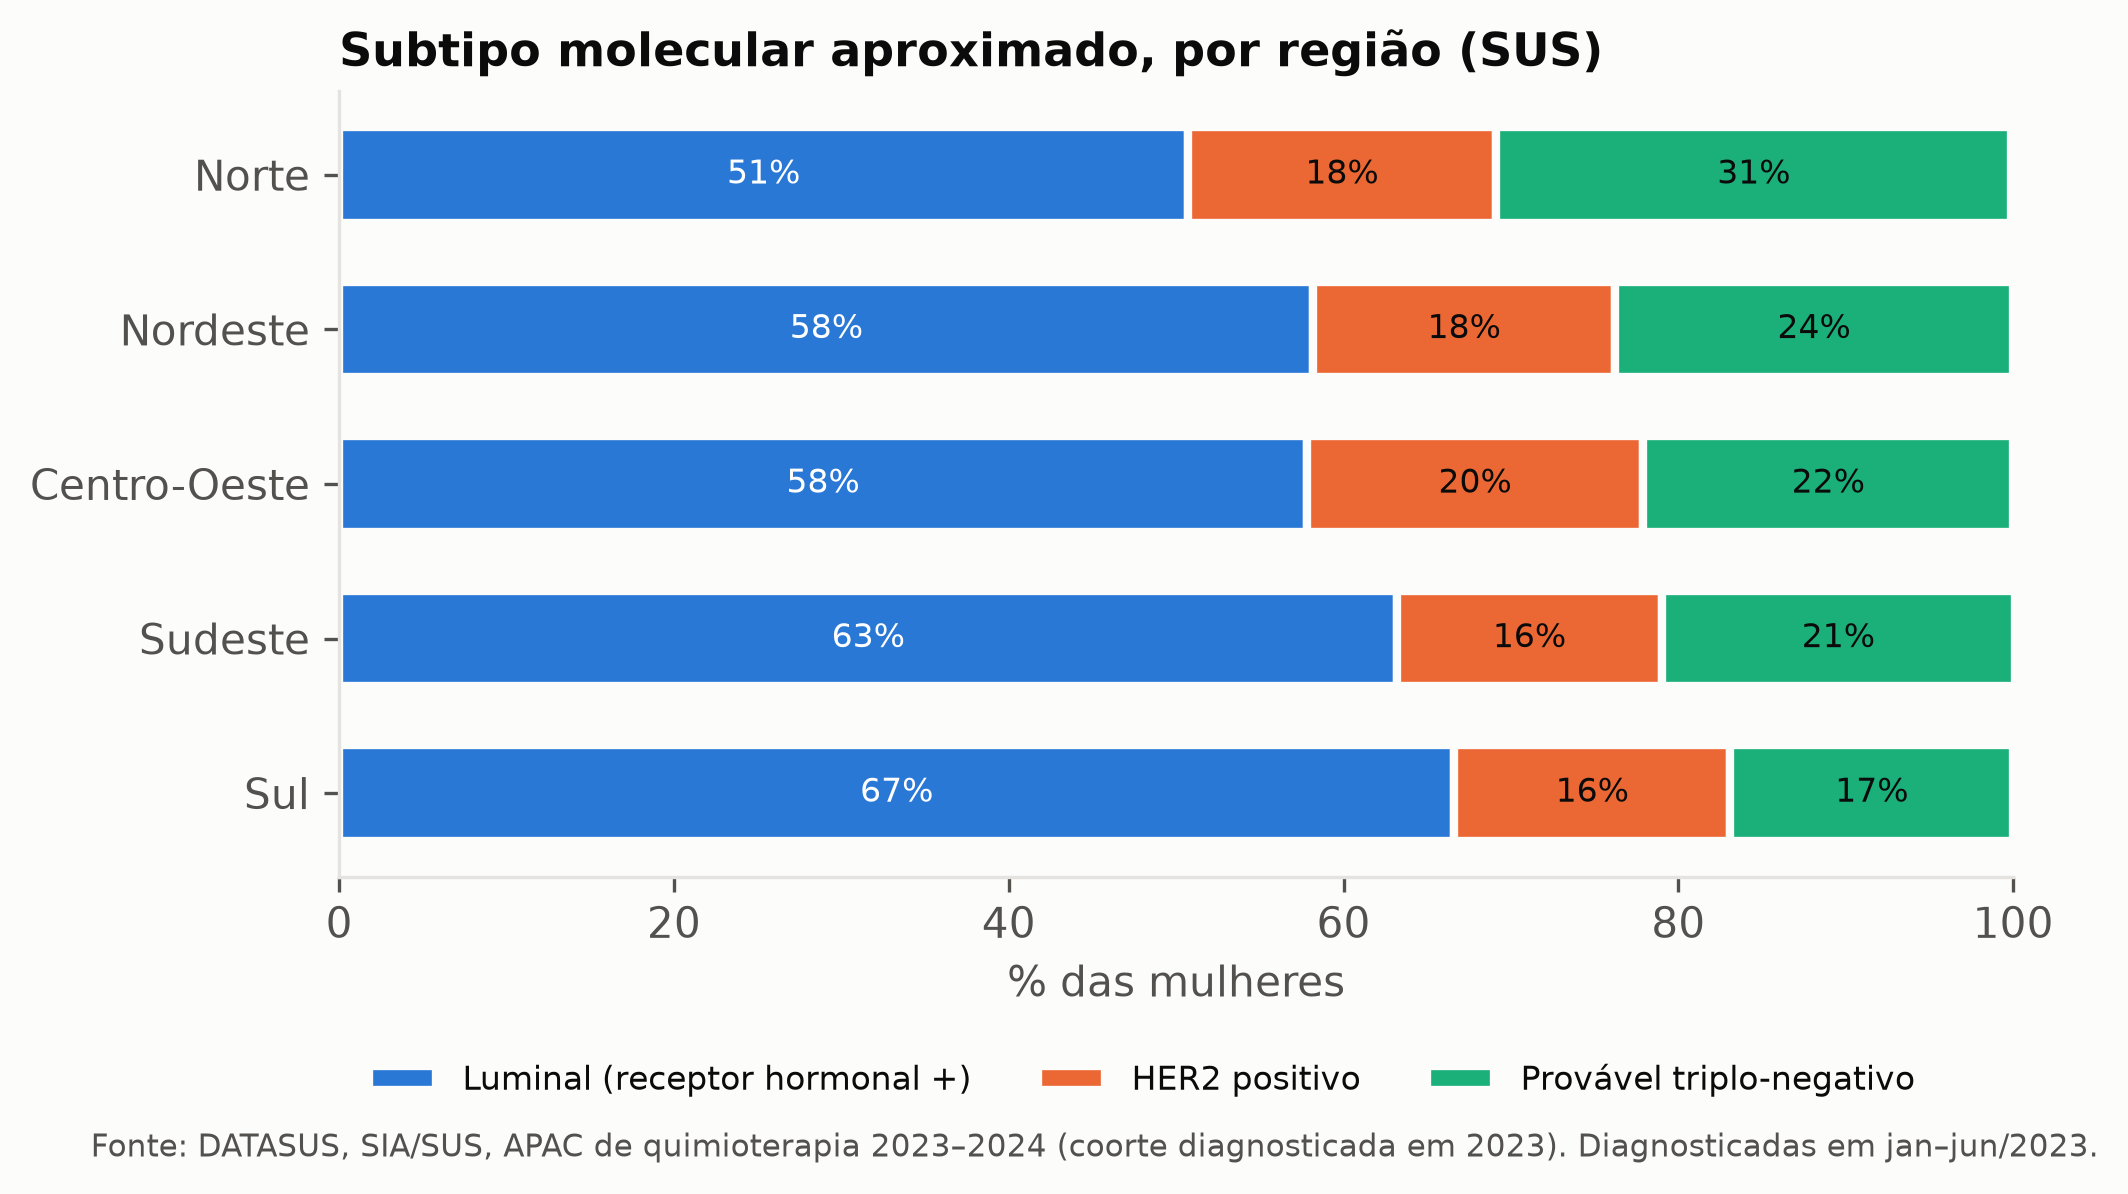 Subtipo molecular aproximado, por região (SUS)
Norte 51% 18% 31%
Nordeste 58% 18% 24%
Centro-Oeste 58% 20% 22%
Sudeste 63% 16% 21%
Sul 67% 16% 17%
0 20 40 60 80 100
% das mulheres
Luminal (receptor hormonal +) HER2 positivo Provável triplo-negativo
Fonte: DATASUS, SIA/SUS, APAC de quimioterapia 2023–2024 (coorte diagnosticada em 2023). Diagnosticadas em jan–jun/2023.